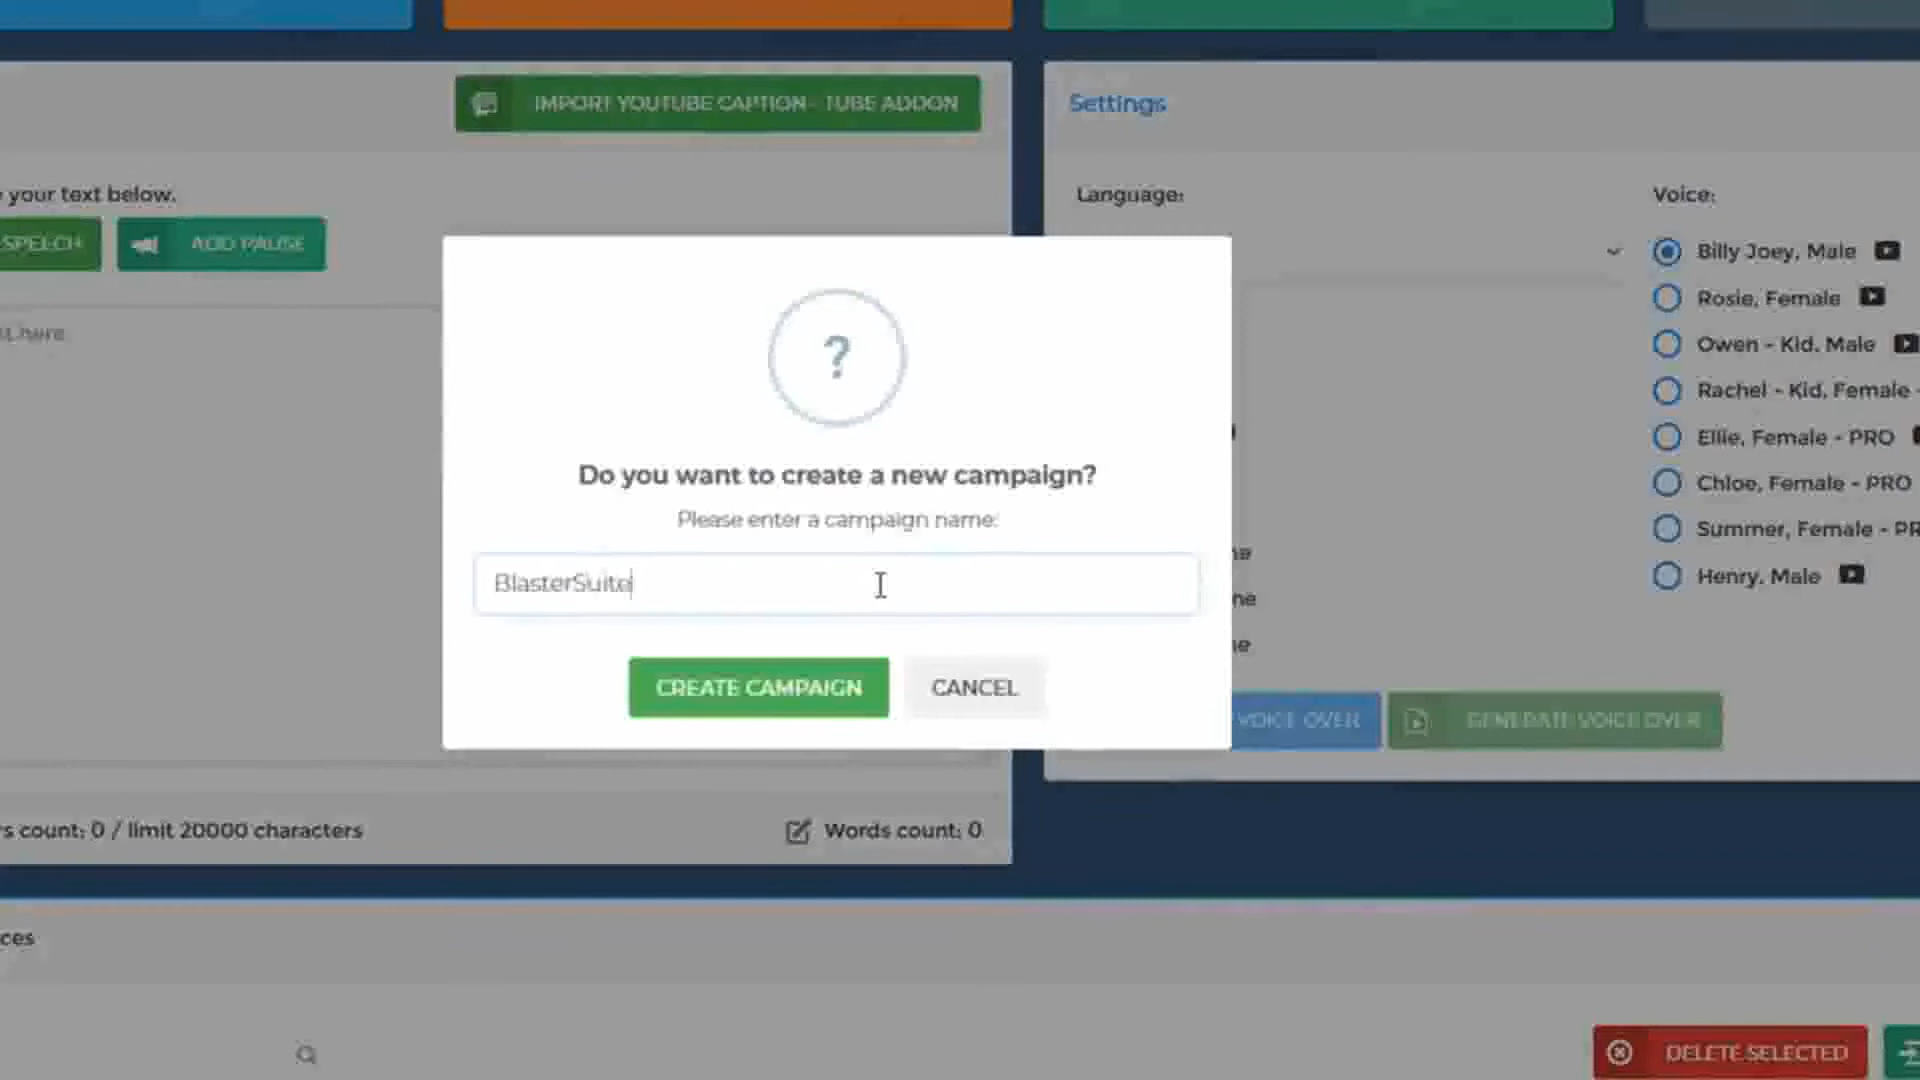 IMPORT YOUTUBE CAPTION - TUBE ADDON
Settings
your text below.
Language:
Voice:
SPEECH
ADD PAUSE
here
Billy Joey, Male
Rosie, Female
Owen - Kid, Male
Rachel - Kid, Female -
Ellie, Female - PRO
Chloe, Female - PRO
Summer, Female - PR
Henry, Male
?
Do you want to create a new campaign?
Please enter a campaign name:
BlasterSuite
CREATE CAMPAIGN
CANCEL
VOICE OVER
GENERATE VOICE OVER
s count: 0 / limit 20000 characters
Words count: 0
ces
DELETE SELECTED